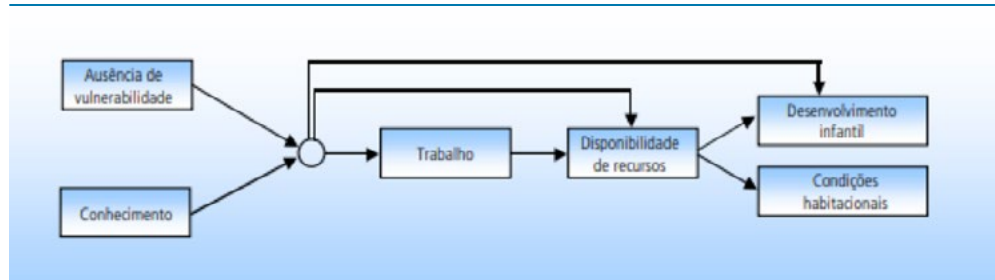 Ausência de
vulnerabilidade
Conhecimento
Trabalho
Disponibilidade
de recursos
Desenvolvimento
infantil
Condições
habitacionais